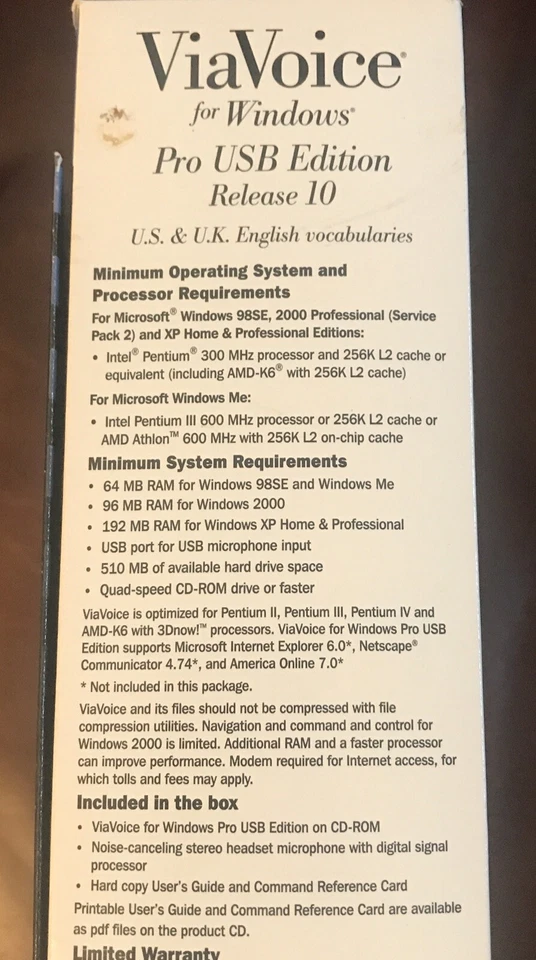 ViaVoice®
for Windows®
Pro USB Edition
Release 10
U.S. & U.K. English vocabularies
Minimum Operating System and
Processor Requirements
For Microsoft® Windows 98SE, 2000 Professional (Service
Pack 2) and XP Home & Professional Editions:
• Intel® Pentium® 300 MHz processor and 256K L2 cache or
equivalent (including AMD-K6® with 256K L2 cache)
For Microsoft Windows Me:
• Intel Pentium III 600 MHz processor or 256K L2 cache or
AMD Athlon™ 600 MHz with 256K L2 on-chip cache
Minimum System Requirements
• 64 MB RAM for Windows 98SE and Windows Me
• 96 MB RAM for Windows 2000
• 192 MB RAM for Windows XP Home & Professional
• USB port for USB microphone input
• 510 MB of available hard drive space
• Quad-speed CD-ROM drive or faster
ViaVoice is optimized for Pentium II, Pentium III, Pentium IV and
AMD-K6 with 3Dnow!™ processors. ViaVoice for Windows Pro USB
Edition supports Microsoft Internet Explorer 6.0*, Netscape®
Communicator 4.74*, and America Online 7.0*
* Not included in this package.
ViaVoice and its files should not be compressed with file
compression utilities. Navigation and command and control for
Windows 2000 is limited. Additional RAM and a faster processor
can improve performance. Modem required for Internet access, for
which tolls and fees may apply.
Included in the box
• ViaVoice for Windows Pro USB Edition on CD-ROM
• Noise-canceling stereo headset microphone with digital signal
processor
• Hard copy User's Guide and Command Reference Card
Printable User's Guide and Command Reference Card are available
as pdf files on the product CD.
Limited Warranty